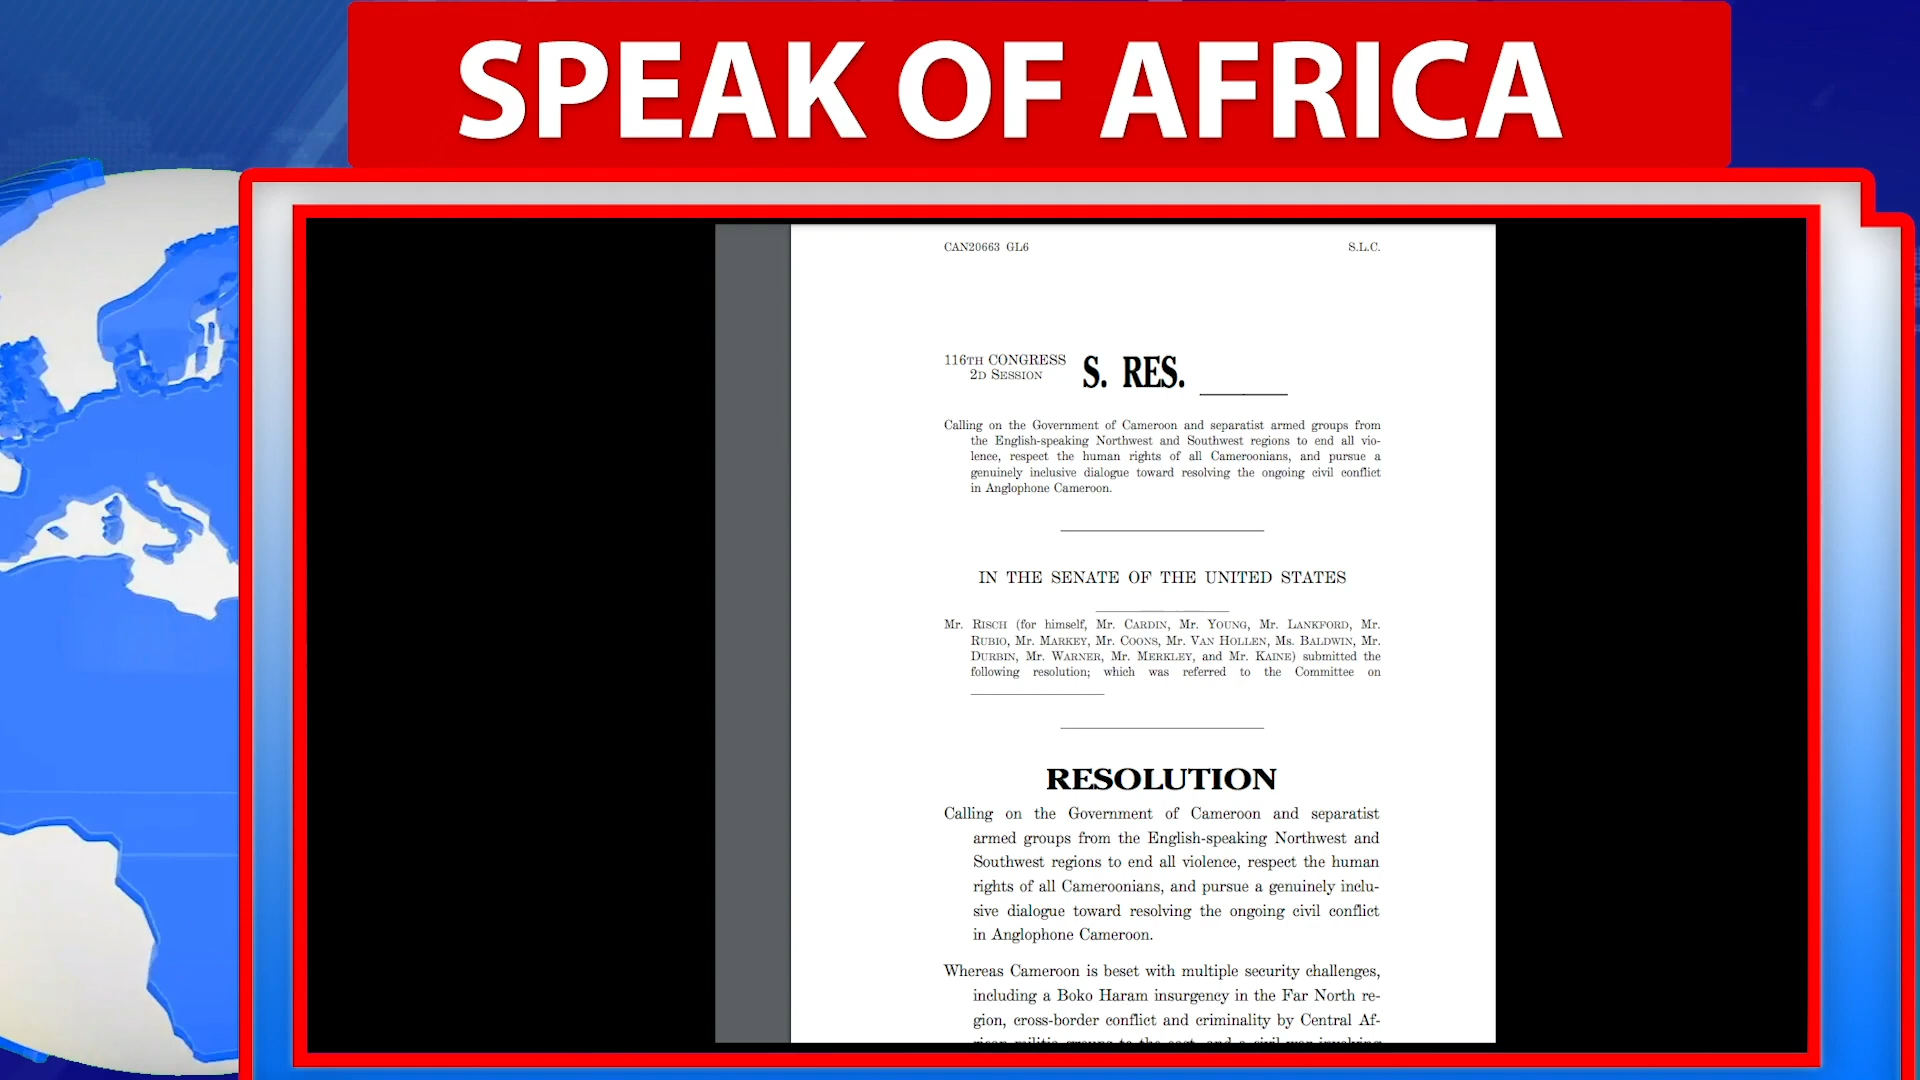 SPEAK OF AFRICA
CAN20663 GL6 S.L.C.
116TH CONGRESS
2D SESSION
S. RES.
Calling on the Government of Cameroon and separatist armed groups from
the English-speaking Northwest and Southwest regions to end all vio-
lence, respect the human rights of all Cameroonians, and pursue a
genuinely inclusive dialogue toward resolving the ongoing civil conflict
in Anglophone Cameroon.
IN THE SENATE OF THE UNITED STATES
Mr. RISCH (for himself, Mr. CARDIN, Mr. YOUNG, Mr. LANKFORD, Mr.
RUBIO, Mr. MARKEY, Mr. COONS, Mr. VAN HOLLEN, Ms. BALDWIN, Mr.
DURBIN, Mr. WARNER, Mr. MERKLEY, and Mr. KAINE) submitted the
following resolution; which was referred to the Committee on
RESOLUTION
Calling on the Government of Cameroon and separatist
armed groups from the English-speaking Northwest and
Southwest regions to end all violence, respect the human
rights of all Cameroonians, and pursue a genuinely inclu-
sive dialogue toward resolving the ongoing civil conflict
in Anglophone Cameroon.
Whereas Cameroon is beset with multiple security challenges,
including a Boko Haram insurgency in the Far North re-
gion, cross-border conflict and criminality by Central Af-